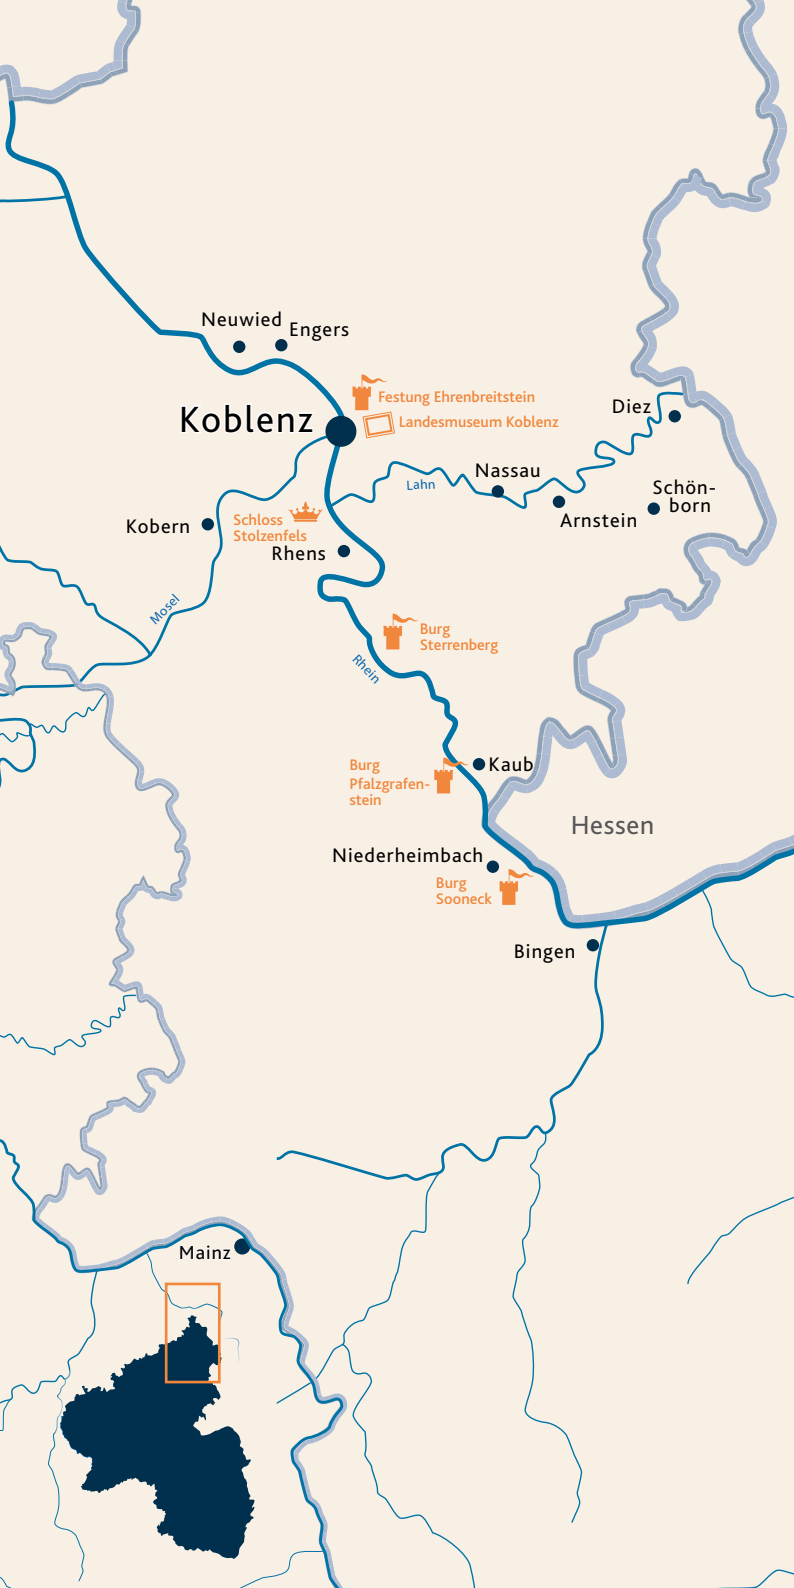 Neuwied
Engers
Festung Ehrenbreitstein
Koblenz
Landesmuseum Koblenz
Diez
Nassau
Lahn
Schön-
born
Arnstein
Kobern
Schloss
Stolzenfels
Rhens
Mosel
Burg
Sterrenberg
Rhein
Burg
Pfalzgrafen-
stein
Kaub
Hessen
Niederheimbach
Burg
Sooneck
Bingen
Mainz